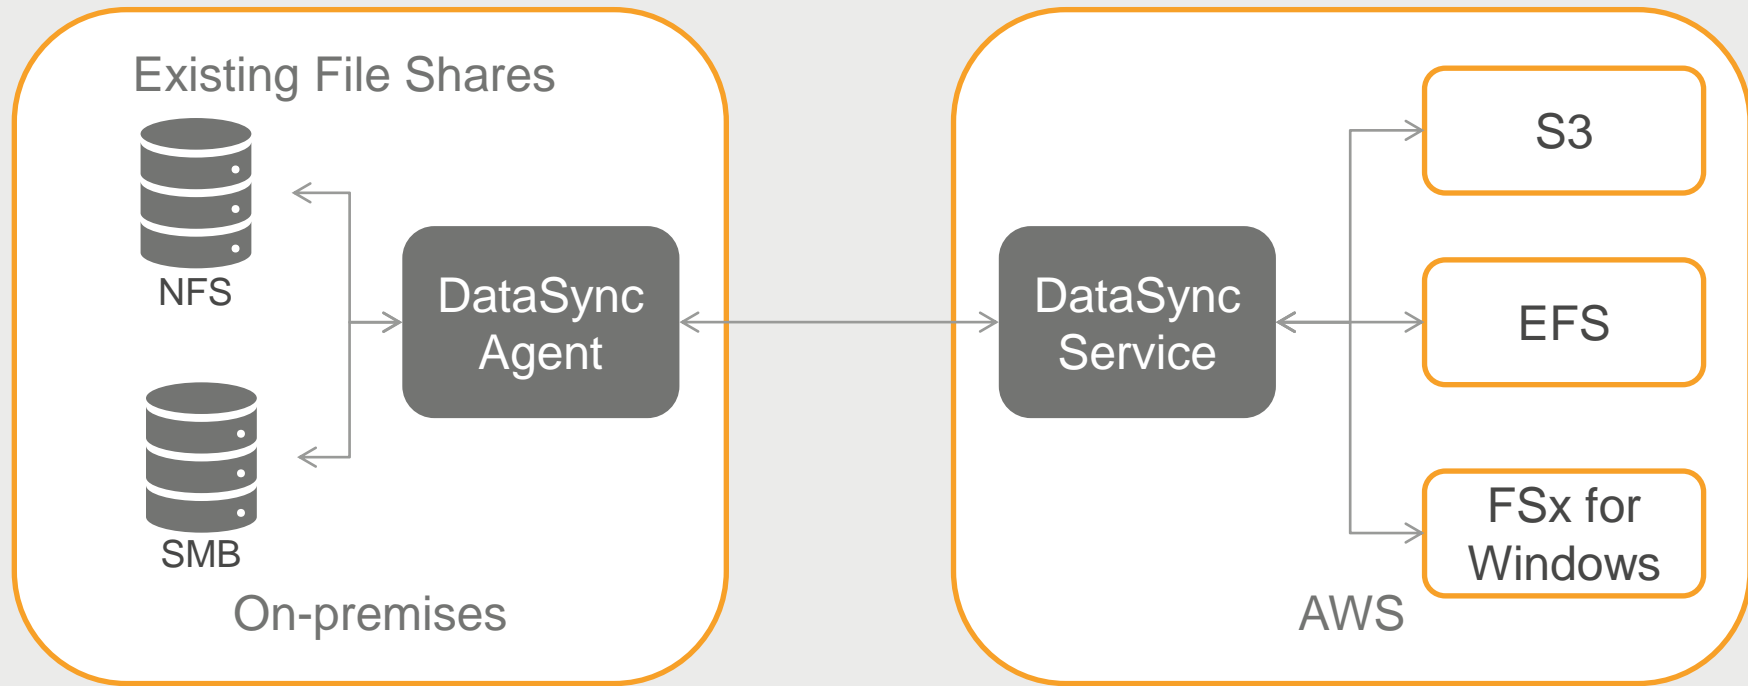 Existing File Shares
NFS
SMB
DataSync
Agent
On-premises
DataSync
Service
S3
EFS
FSx for
Windows
AWS